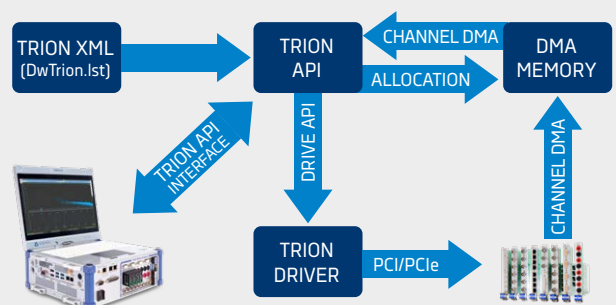 TRION XML
(DwTrion.lst)
TRION
API
CHANNEL DMA
ALLOCATION
DMA
MEMORY
TRION API
INTERFACE
DRIVE API
CHANNEL DMA
TRION
DRIVER
PCI/PCIe